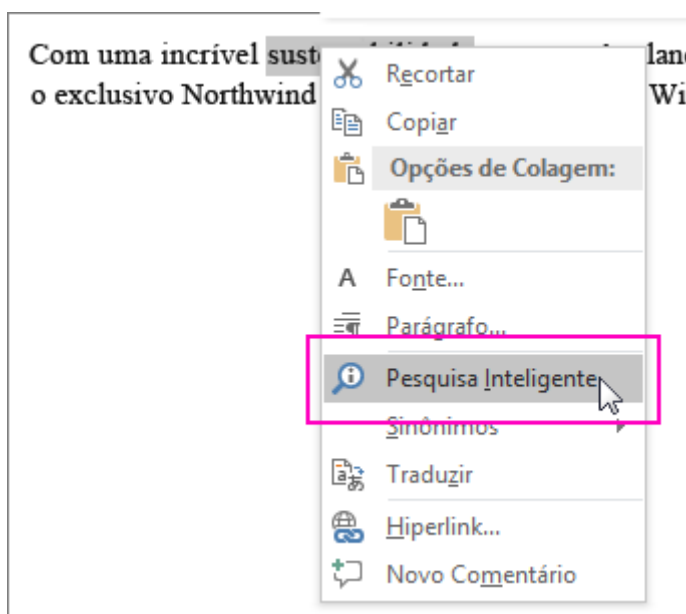 Com uma incrível
o exclusivo Northwind Wi
Recortar
Copiar
Opções de Colagem:
A Fonte...
Parágrafo...
Pesquisa Inteligente
Sinônimos
Traduzir
Hiperlink...
Novo Comentário